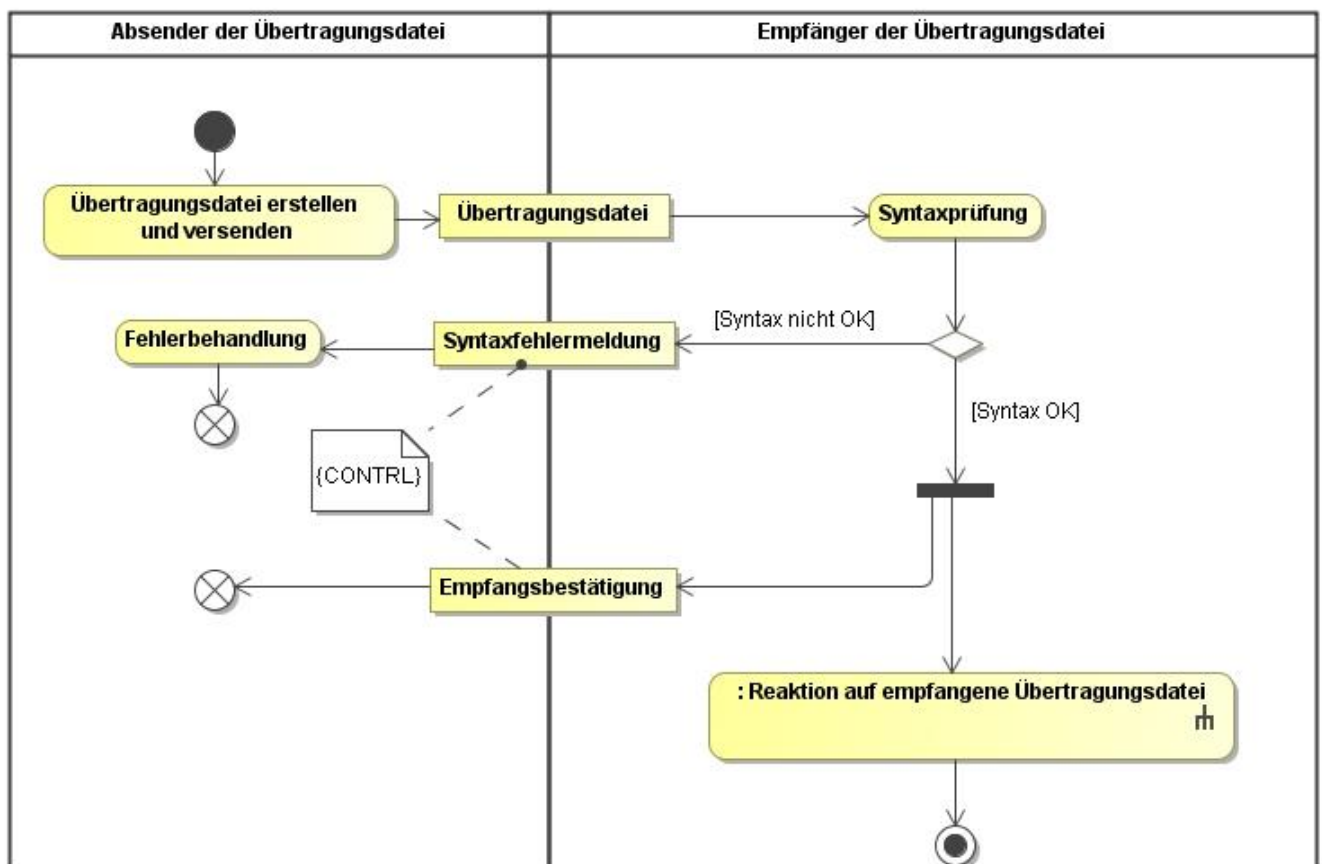 Absender der Übertragungsdatei
Empfänger der Übertragungsdatei
Übertragungsdatei erstellen
und versenden
Übertragungsdatei
Syntaxprüfung
[Syntax nicht OK]
Fehlerbehandlung
Syntaxfehlermeldung
[Syntax OK]
{CONTRL}
Empfangsbestätigung
: Reaktion auf empfangene Übertragungsdatei